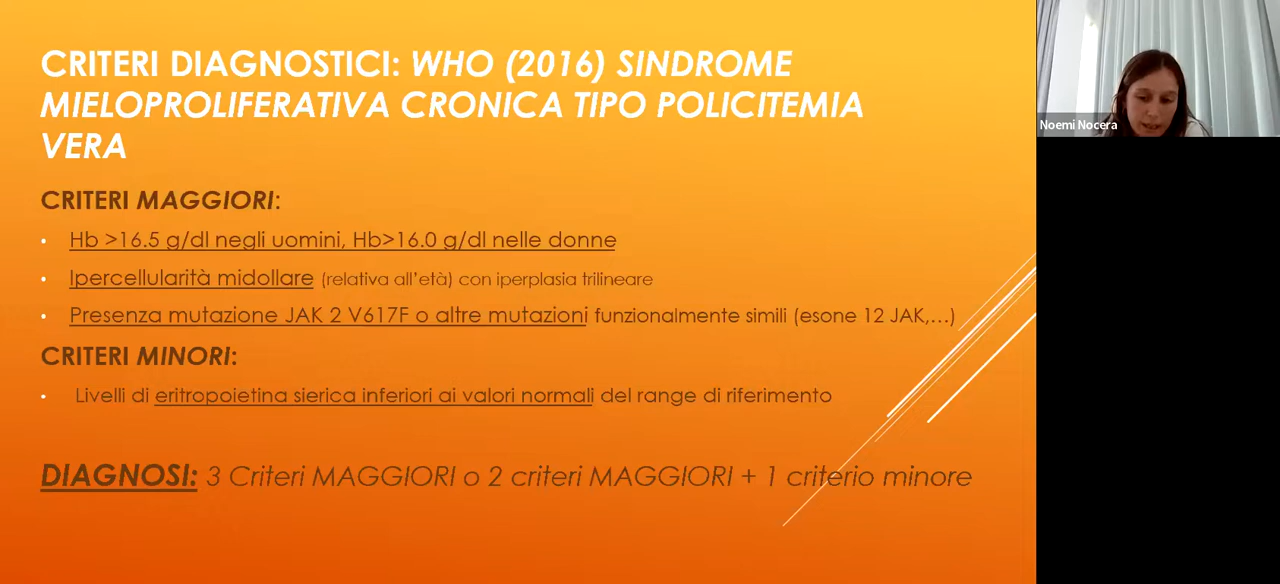 CRITERI DIAGNOSTICI: WHO (2016) SINDROME
MIELOPROLIFERATIVA CRONICA TIPO POLICITEMIA
VERA
Noemi Nocera
CRITERI MAGGIORI:
• Hb >16.5 g/dl negli uomini, Hb>16.0 g/dl nelle donne
• Ipercellularità midollare (relativa all’età) con iperplasia trilineare
• Presenza mutazione JAK 2 V617F o altre mutazioni funzionalmente simili (esone 12 JAK,…)
CRITERI MINORI:
• Livelli di eritropoietina sierica inferiori ai valori normali del range di riferimento
DIAGNOSI: 3 Criteri MAGGIORI o 2 criteri MAGGIORI + 1 criterio minore